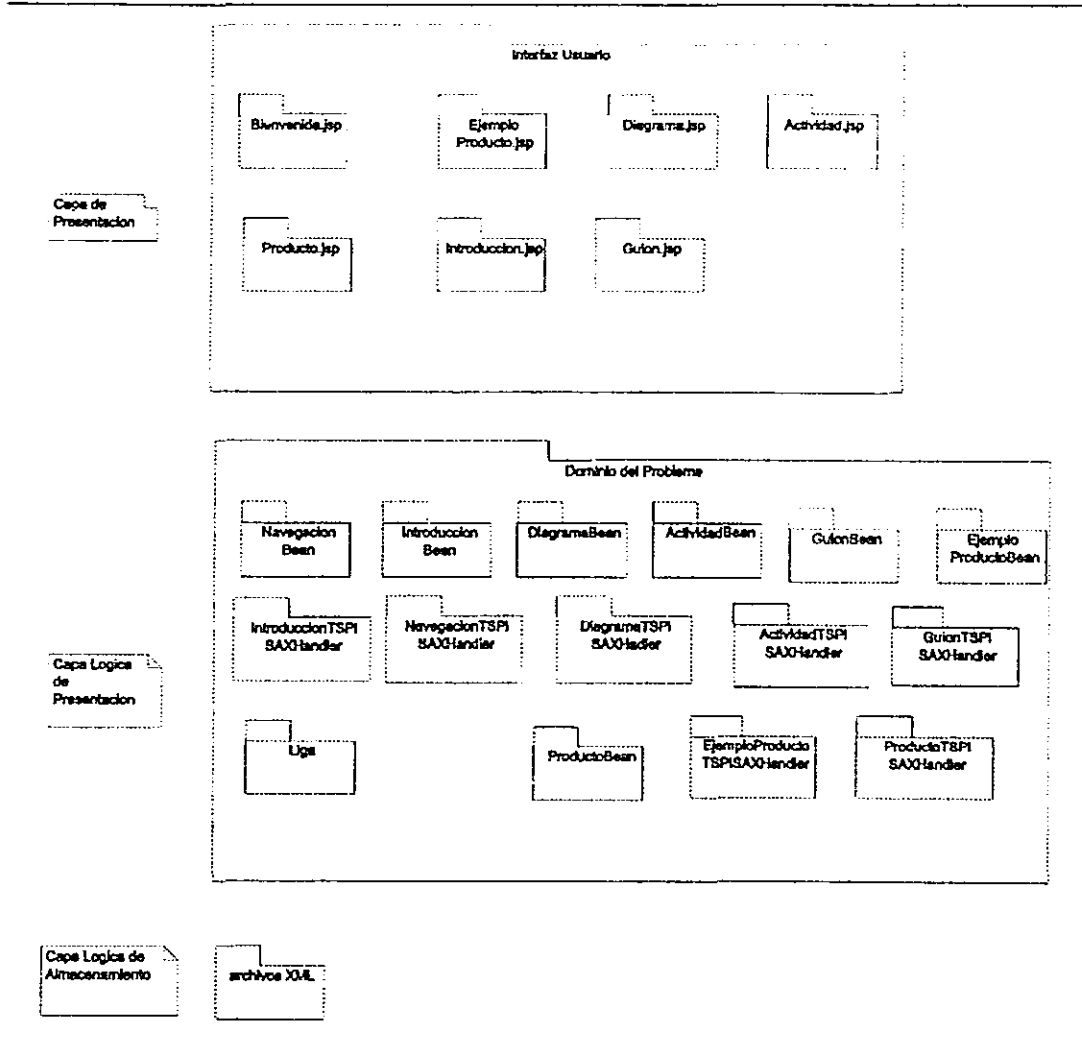 Interfaz Usuario
Bienvenida.jsp
Ejemplo
Producto.jsp
Diagrama.jsp
Actividad.jsp
Capa de
Presentacion
Producto.jsp
Introduccion.jsp
Guion.jsp
Dominio del Problema
Navegacion
Bean
Introduccion
Bean
DiagramaBean
ActividadBean
GuionBean
Ejemplo
ProductoBean
IntroduccionTSPI
SAXHandler
NavegacionTSPI
SAXHandler
DiagramaTSPI
SAXHadler
ActividadTSPI
SAXHandler
GuionTSPI
SAXHandler
Capa Logica
de
Presentacion
Liga
ProductoBean
EjemploProducto
TSPISAXHandler
ProductoTSPI
SAXHandler
Capa Logica de
Almacenamiento
archivos XML